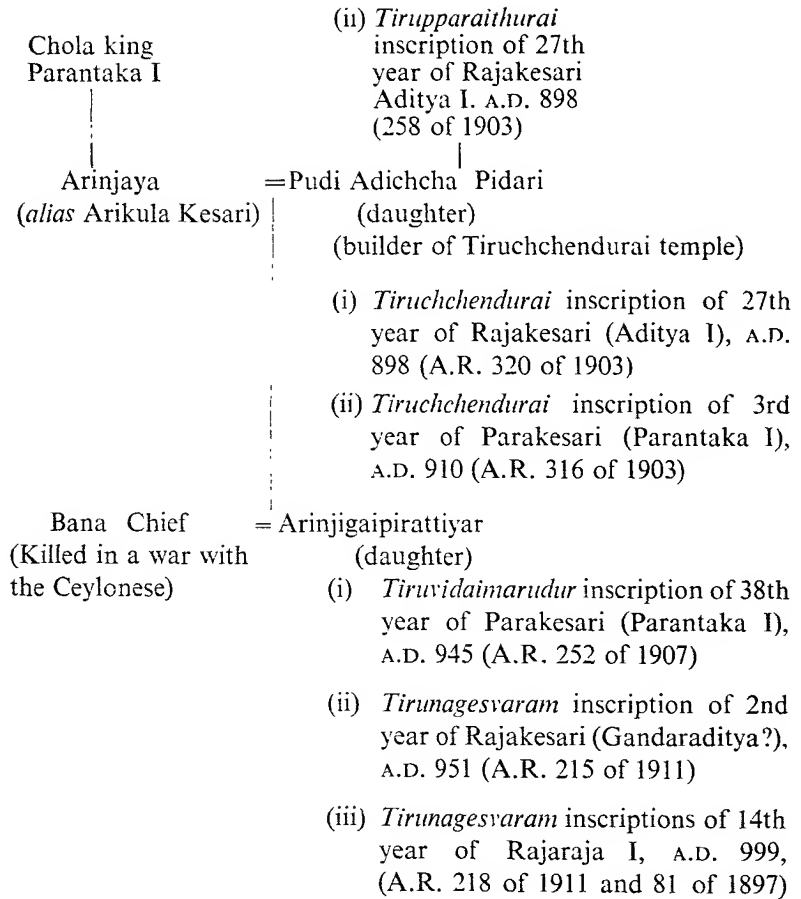 (ii) Tirupparaithurai
Chola king inscription of 27th
Parantaka I year of Rajakesari
Aditya I. A.D. 898
(258 of 1903)
Arinjaya =Pudi Adichcha Pidari
(alias Arikula Kesari) (daughter)
(builder of Tiruchchendurai temple)
(i) Tiruchchendurai inscription of 27th
year of Rajakesari (Aditya I), A.D.
898 (A.R. 320 of 1903)
(ii) Tiruchchendurai inscription of 3rd
year of Parakesari (Parantaka I),
A.D. 910 (A.R. 316 of 1903)
Bana Chief = Arinjigaipirattiyar
(Killed in a war with (daughter)
the Ceylonese) (i) Tiruvidaimarudur inscription of 38th
year of Parakesari (Parantaka I),
A.D. 945 (A.R. 252 of 1907)
(ii) Tirunagesvaram inscription of 2nd
year of Rajakesari (Gandaraditya?),
A.D. 951 (A.R. 215 of 1911)
(iii) Tirunagesvaram inscriptions of 14th
year of Rajaraja I, A.D. 999,
(A.R. 218 of 1911 and 81 of 1897)